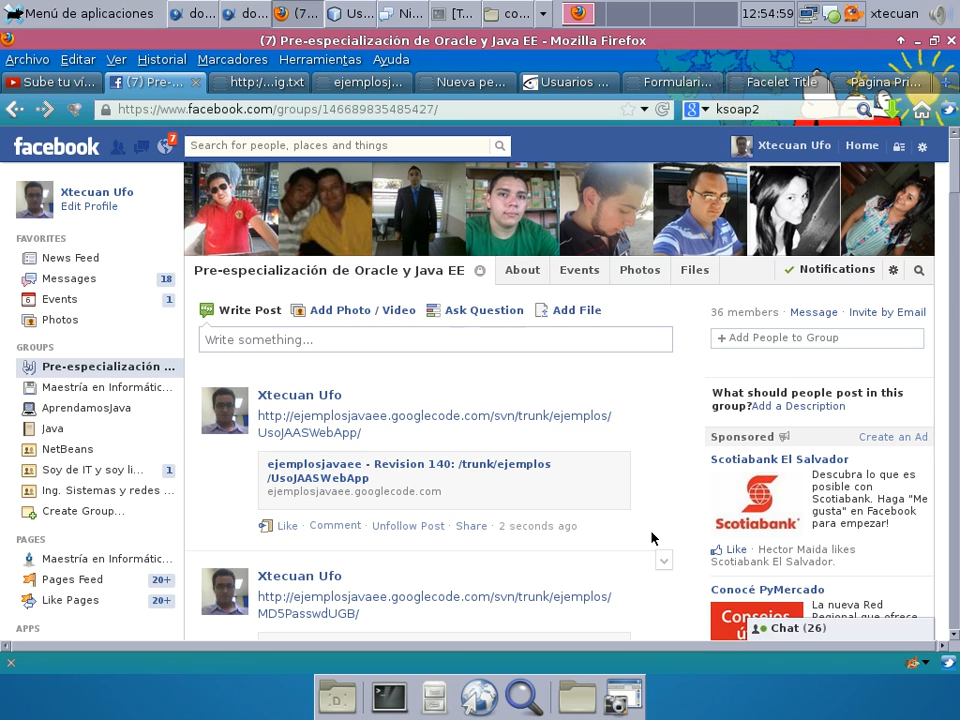 Menú de aplicaciones
do...
do...
(7...
Us...
Ni...
[T...
co...
12:54:59
xtecuan
(7) Pre-especialización de Oracle y Java EE - Mozilla Firefox
Archivo Editar Ver Historial Marcadores Herramientas Ayuda
Sube tu ví...
(7) Pre-...
http:/...ig.txt
ejemplosj...
Nueva pe...
Usuarios ...
Formulari...
Facelet Title
Pagina Pri...
https://www.facebook.com/groups/146689835485427/
ksoap2
facebook
7
Search for people, places and things
Xtecuan Ufo
Home
Xtecuan Ufo
Edit Profile
FAVORITES
News Feed
Messages 18
Events 1
Photos
GROUPS
Pre-especialización ...
Maestría en Informátic...
AprendamosJava
Java
NetBeans
Soy de IT y soy li... 1
Ing. Sistemas y redes ...
Create Group...
PAGES
Maestría en Informátic...
Pages Feed 20+
Like Pages 20+
APPS
Pre-especialización de Oracle y Java EE
About
Events
Photos
Files
Notifications
Write Post
Add Photo / Video
Ask Question
Add File
Write something...
Xtecuan Ufo
http://ejemplosjavaee.googlecode.com/svn/trunk/ejemplos/
UsoJAASWebApp/
ejemplosjavaee - Revision 140: /trunk/ejemplos
/UsoJAASWebApp
ejemplosjavaee.googlecode.com
Like · Comment · Unfollow Post · Share · 2 seconds ago
Xtecuan Ufo
http://ejemplosjavaee.googlecode.com/svn/trunk/ejemplos/
MD5PasswdUGB/
36 members · Message · Invite by Email
+ Add People to Group
What should people post in this
group? Add a Description
Sponsored
Create an Ad
Scotiabank El Salvador
Scotiabank
Descubra lo que es
posible con
Scotiabank. Haga "Me
gusta" en Facebook
para empezar!
Like · Hector Maida likes
Scotiabank El Salvador.
Conocé PyMercado
Consejos
La nueva Red
Regional que ofrece
Chat (26)